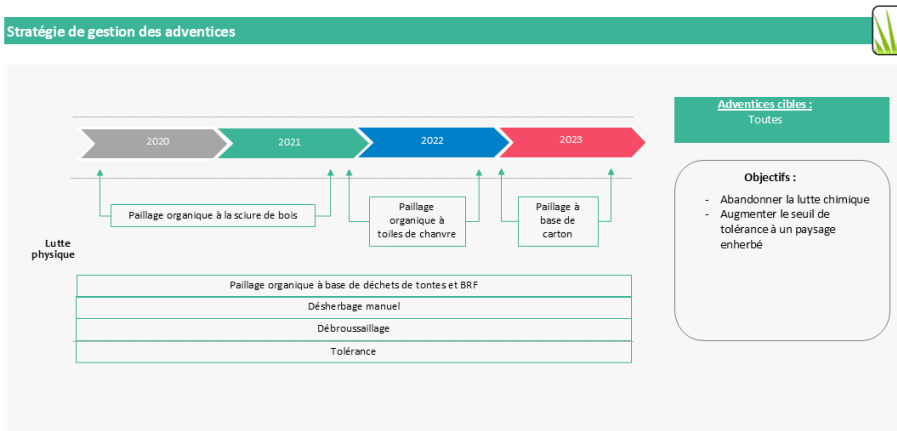 Stratégie de gestion des adventices
Adventices cibles :
Toutes
2020
2021
2022
2023
Paillage organique à la sciure de bois
Paillage
organique à
toiles de chanvre
Paillage à
base de
carton
Objectifs :
- Abandonner la lutte chimique
- Augmenter le seuil de
tolérance à un paysage
enherbé
Lutte
physique
Paillage organique à base de déchets de tontes et BRF
Désherbage manuel
Débroussaillage
Tolérance